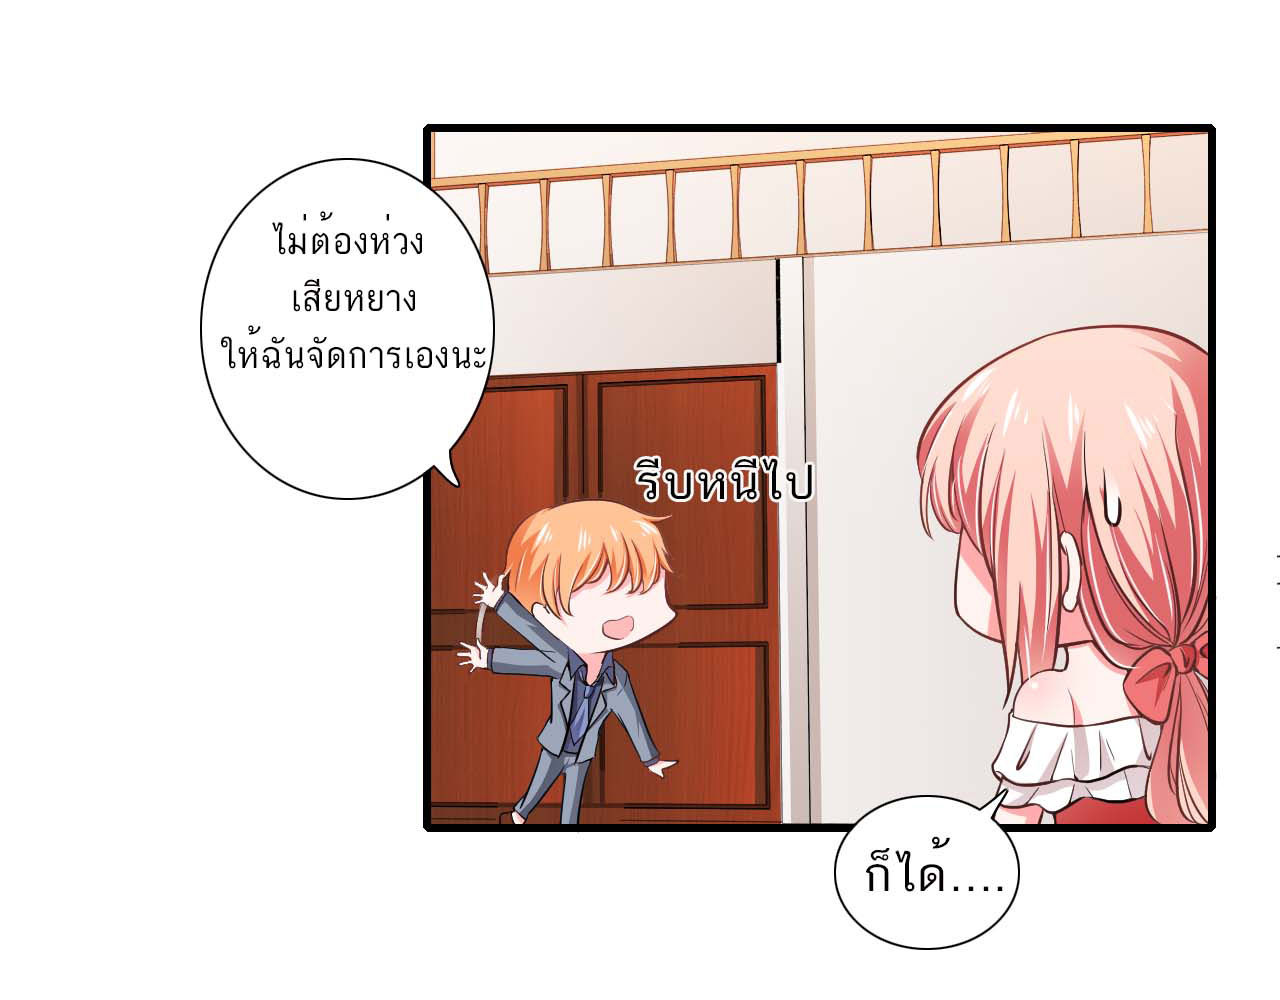 ไม่ต้องห่วง
เสียหยาง
ให้ฉันจัดการเองนะ
รีบหนีไป
ก็ได้....